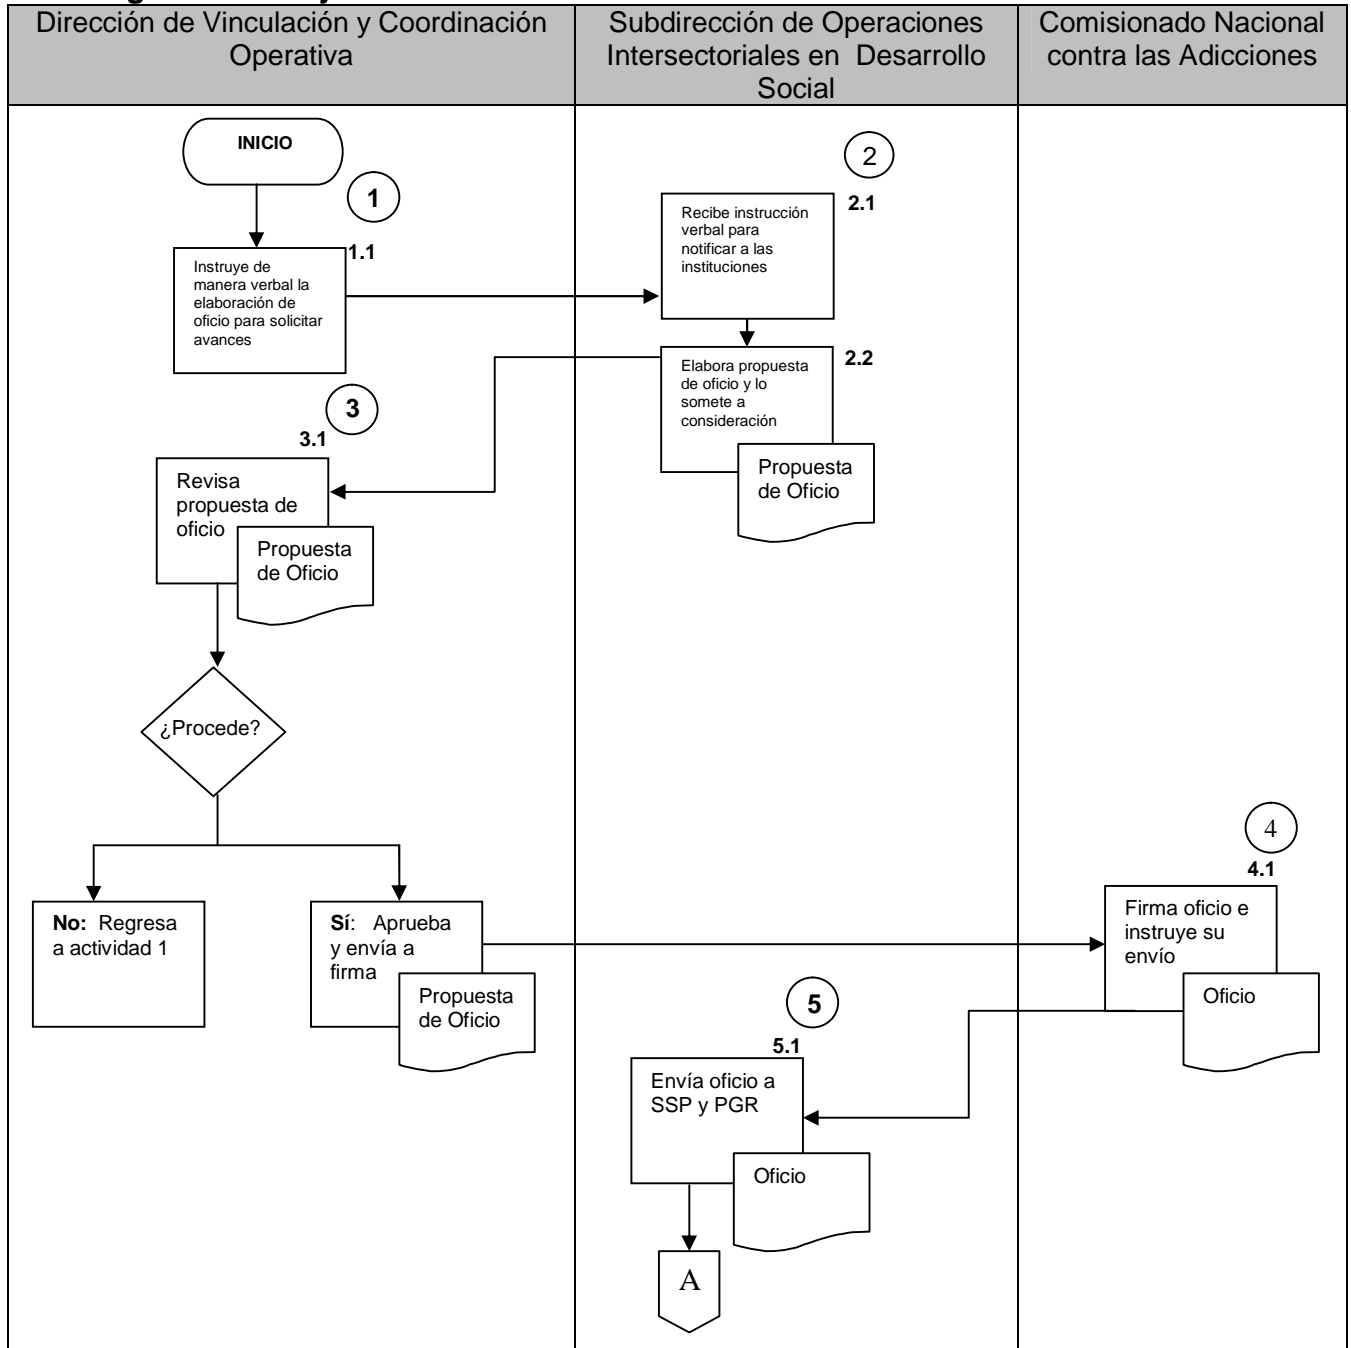 Dirección de Vinculación y Coordinación
Operativa
Subdirección de Operaciones
Intersectoriales en Desarrollo
Social
Comisionado Nacional
contra las Adicciones
INICIO
1
1.1
Instruye de
manera verbal la
elaboración de
oficio para solicitar
avances
2
2.1
Recibe instrucción
verbal para
notificar a las
instituciones
2.2
Elabora propuesta
de oficio y lo
somete a
consideración
Propuesta
de Oficio
3
3.1
Revisa
propuesta de
oficio
Propuesta
de Oficio
¿Procede?
No: Regresa
a actividad 1
Sí: Aprueba
y envía a
firma
Propuesta
de Oficio
4
4.1
Firma oficio e
instruye su
envío
Oficio
5
5.1
Envía oficio a
SSP y PGR
Oficio
A